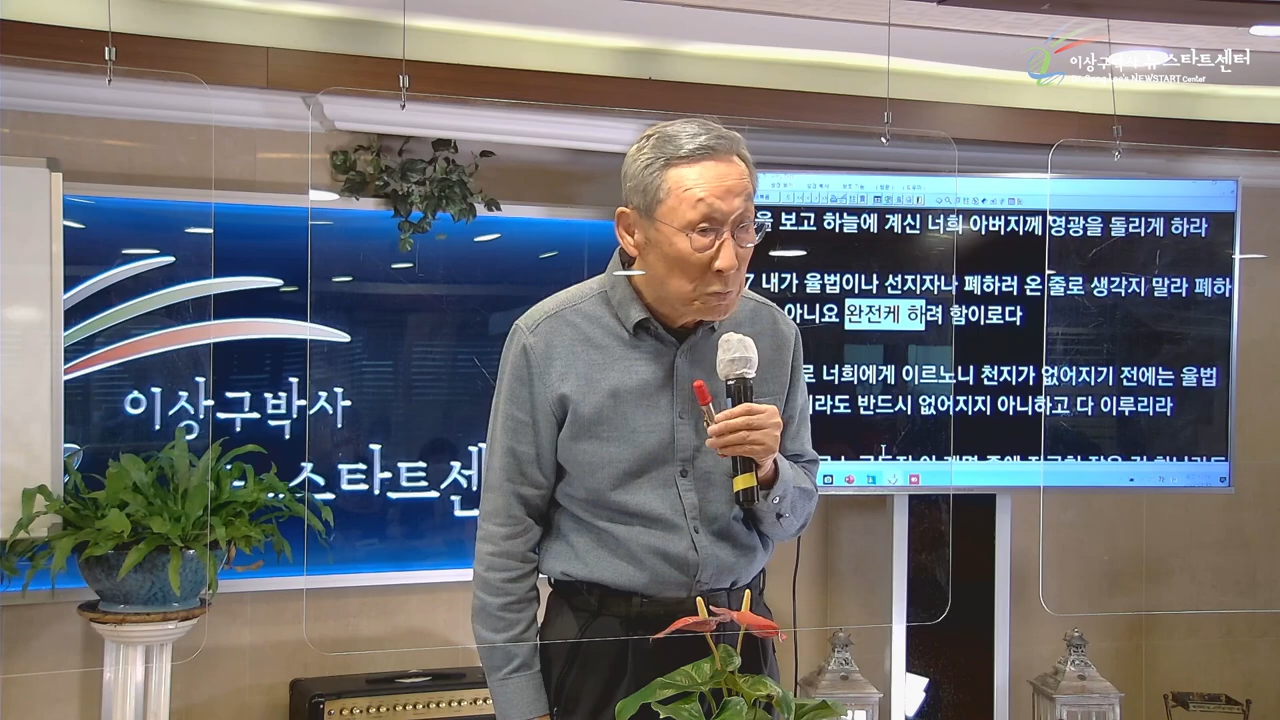 이상구박사 뉴스타트센터
NEWSTART Center
이상구박사
스타트센
보고 하늘에 계신 너희 아버지께 영광을 돌리게 하라
7 내가 율법이나 선지자나 폐하러 온 줄로 생각지 말라 폐하
아니요 완전케 하려 함이로다
로 너희에게 이르노니 천지가 없어지기 전에는 율법
이라도 반드시 없어지지 아니하고 다 이루리라